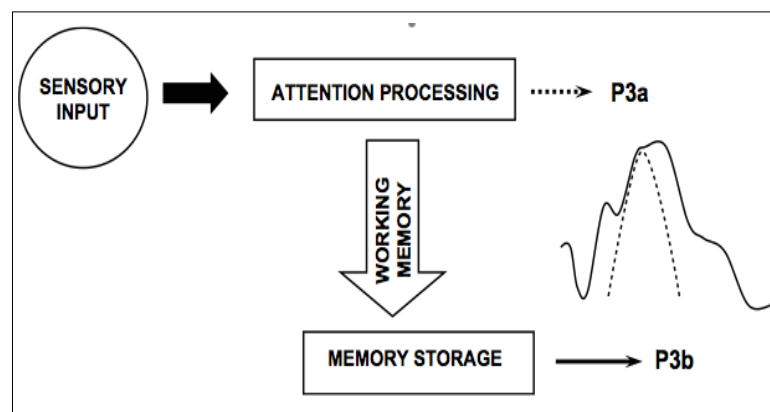 SENSORY
INPUT
ATTENTION PROCESSING
P3a
WORKING
MEMORY
MEMORY STORAGE
P3b